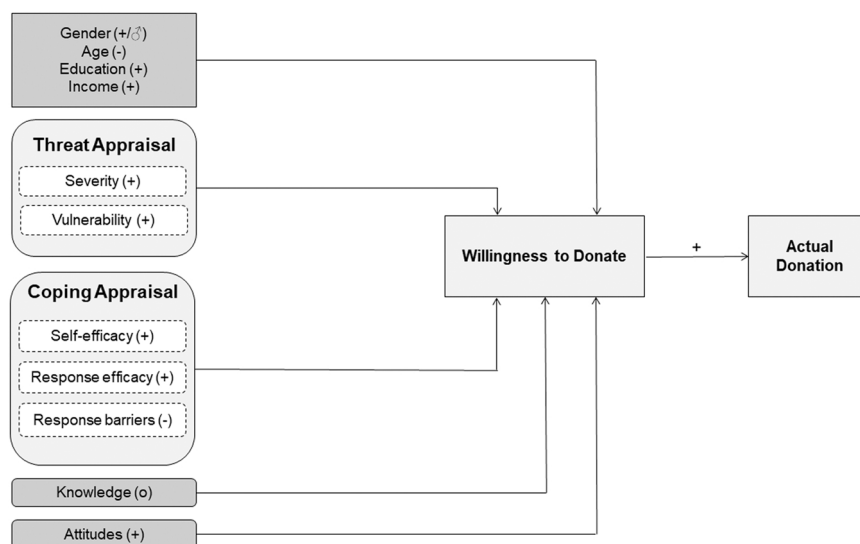 Gender (+/♂)
Age (-)
Education (+)
Income (+)
Threat Appraisal
Severity (+)
Vulnerability (+)
Coping Appraisal
Self-efficacy (+)
Response efficacy (+)
Response barriers (-)
Knowledge (o)
Attitudes (+)
Willingness to Donate
+
Actual
Donation